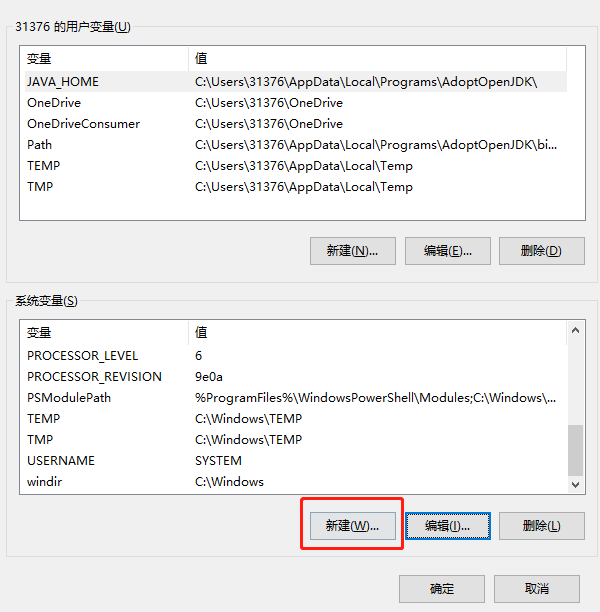 31376 的用户变量(U)
变量 值
JAVA_HOME C:\Users\31376\AppData\Local\Programs\AdoptOpenJDK\
OneDrive C:\Users\31376\OneDrive
OneDriveConsumer C:\Users\31376\OneDrive
Path C:\Users\31376\AppData\Local\Programs\AdoptOpenJDK\bi...
TEMP C:\Users\31376\AppData\Local\Temp
TMP C:\Users\31376\AppData\Local\Temp
新建(N)... 编辑(E)... 删除(D)
系统变量(S)
变量 值
PROCESSOR_LEVEL 6
PROCESSOR_REVISION 9e0a
PSModulePath %ProgramFiles%\WindowsPowerShell\Modules;C:\Windows\...
TEMP C:\Windows\TEMP
TMP C:\Windows\TEMP
USERNAME SYSTEM
windir C:\Windows
新建(W)... 编辑(I)... 删除(L)
确定 取消